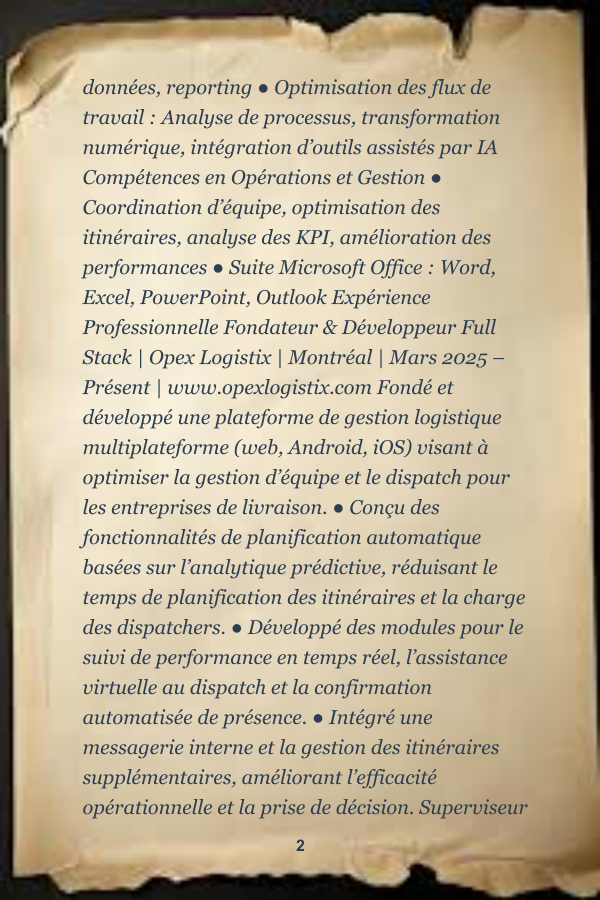 données, reporting ● Optimisation des flux de
travail : Analyse de processus, transformation
numérique, intégration d’outils assistés par IA
Compétences en Opérations et Gestion ●
Coordination d’équipe, optimisation des
itinéraires, analyse des KPI, amélioration des
performances ● Suite Microsoft Office : Word,
Excel, PowerPoint, Outlook Expérience
Professionnelle Fondateur & Développeur Full
Stack | Opex Logistix | Montréal | Mars 2025 –
Présent | www.opexlogistix.com Fondé et
développé une plateforme de gestion logistique
multiplateforme (web, Android, iOS) visant à
optimiser la gestion d’équipe et le dispatch pour
les entreprises de livraison. ● Conçu des
fonctionnalités de planification automatique
basées sur l’analytique prédictive, réduisant le
temps de planification des itinéraires et la charge
des dispatchers. ● Développé des modules pour le
suivi de performance en temps réel, l’assistance
virtuelle au dispatch et la confirmation
automatisée de présence. ● Intégré une
messagerie interne et la gestion des itinéraires
supplémentaires, améliorant l’efficacité
opérationnelle et la prise de décision. Superviseur
2